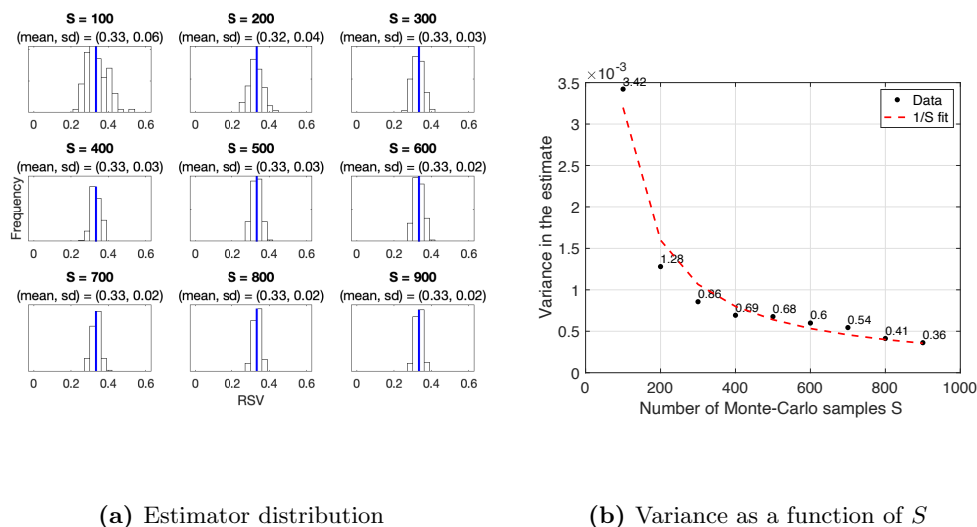 S = 100
(mean, sd) = (0.33, 0.06)
S = 200
(mean, sd) = (0.32, 0.04)
S = 300
(mean, sd) = (0.33, 0.03)
0 0.2 0.4 0.6
0 0.2 0.4 0.6
0 0.2 0.4 0.6
S = 400
(mean, sd) = (0.33, 0.03)
S = 500
(mean, sd) = (0.33, 0.03)
S = 600
(mean, sd) = (0.33, 0.02)
Frequency
0 0.2 0.4 0.6
0 0.2 0.4 0.6
0 0.2 0.4 0.6
S = 700
(mean, sd) = (0.33, 0.02)
S = 800
(mean, sd) = (0.33, 0.02)
S = 900
(mean, sd) = (0.33, 0.02)
0 0.2 0.4 0.6
0 0.2 0.4 0.6
0 0.2 0.4 0.6
RSV
(a) Estimator distribution
×10⁻³
3.5
3
2.5
2
1.5
1
0.5
0
Variance in the estimate
3.42
1.28
0.86
0.69
0.68
0.6
0.54
0.41
0.36
Data
1/S fit
0 200 400 600 800 1000
Number of Monte-Carlo samples S
(b) Variance as a function of S